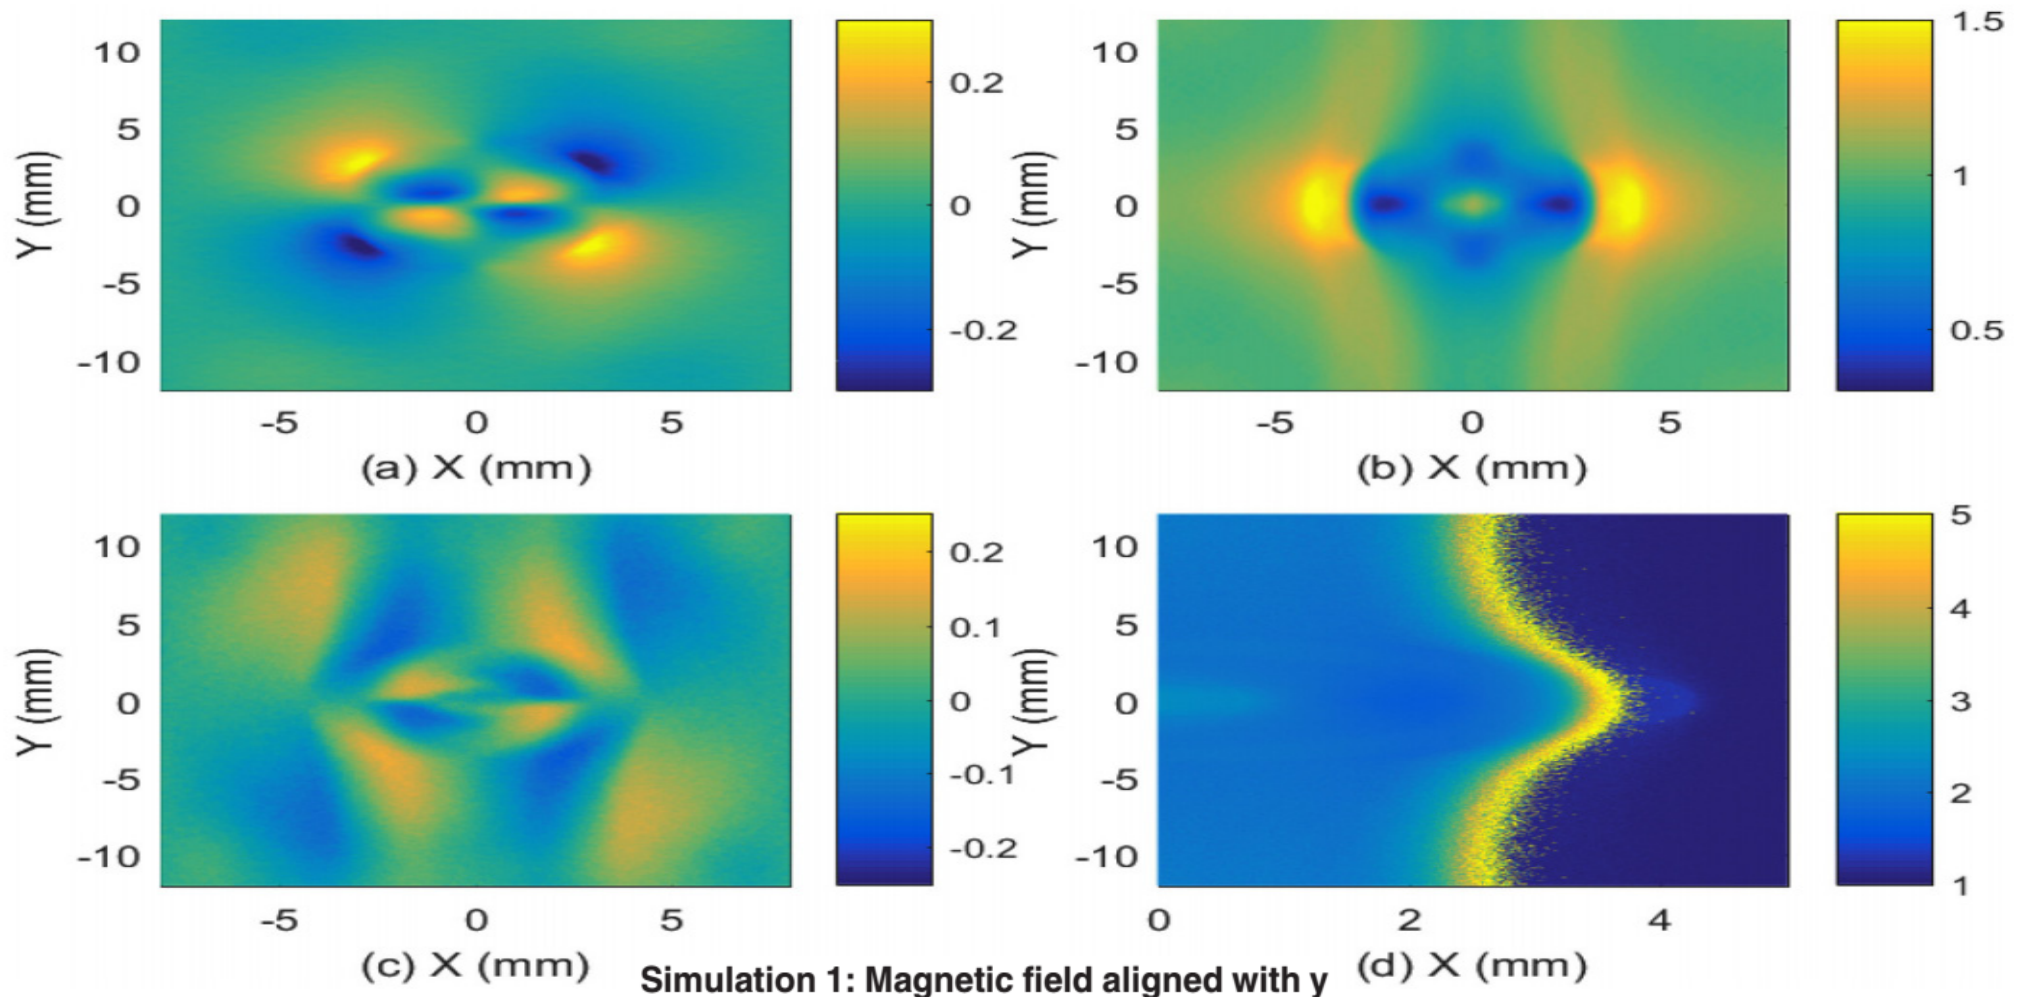 10
5
0
-5
-10
Y (mm)
-5 0 5
(a) X (mm)
0.2
0
-0.2
10
5
0
-5
-10
Y (mm)
-5 0 5
(b) X (mm)
1.5
1
0.5
10
5
0
-5
-10
Y (mm)
-5 0 5
(c) X (mm)
0.2
0.1
0
-0.1
-0.2
10
5
0
-5
-10
Y (mm)
0 2 4
(d) X (mm)
5
4
3
2
1
Simulation 1: Magnetic field aligned with y